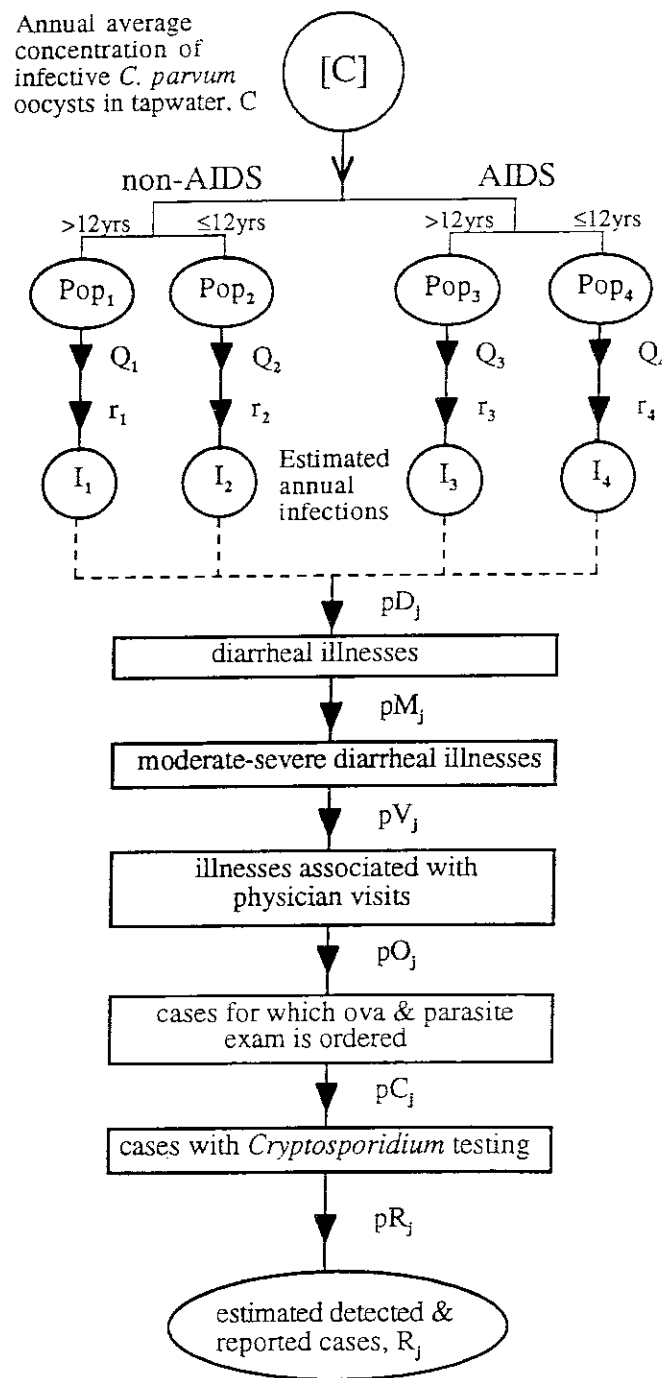 Annual average
concentration of
infective C. parvum
oocysts in tapwater. C
[C]
non-AIDS
AIDS
>12yrs
≤12yrs
>12yrs
≤12yrs
Pop₁
Pop₂
Pop₃
Pop₄
Q₁
Q₂
Q₃
Q₄
r₁
r₂
r₃
r₄
I₁
I₂
Estimated
annual
infections
I₃
I₄
pDⱼ
diarrheal illnesses
pMⱼ
moderate-severe diarrheal illnesses
pVⱼ
illnesses associated with
physician visits
pOⱼ
cases for which ova & parasite
exam is ordered
pCⱼ
cases with Cryptosporidium testing
pRⱼ
estimated detected &
reported cases, Rⱼ